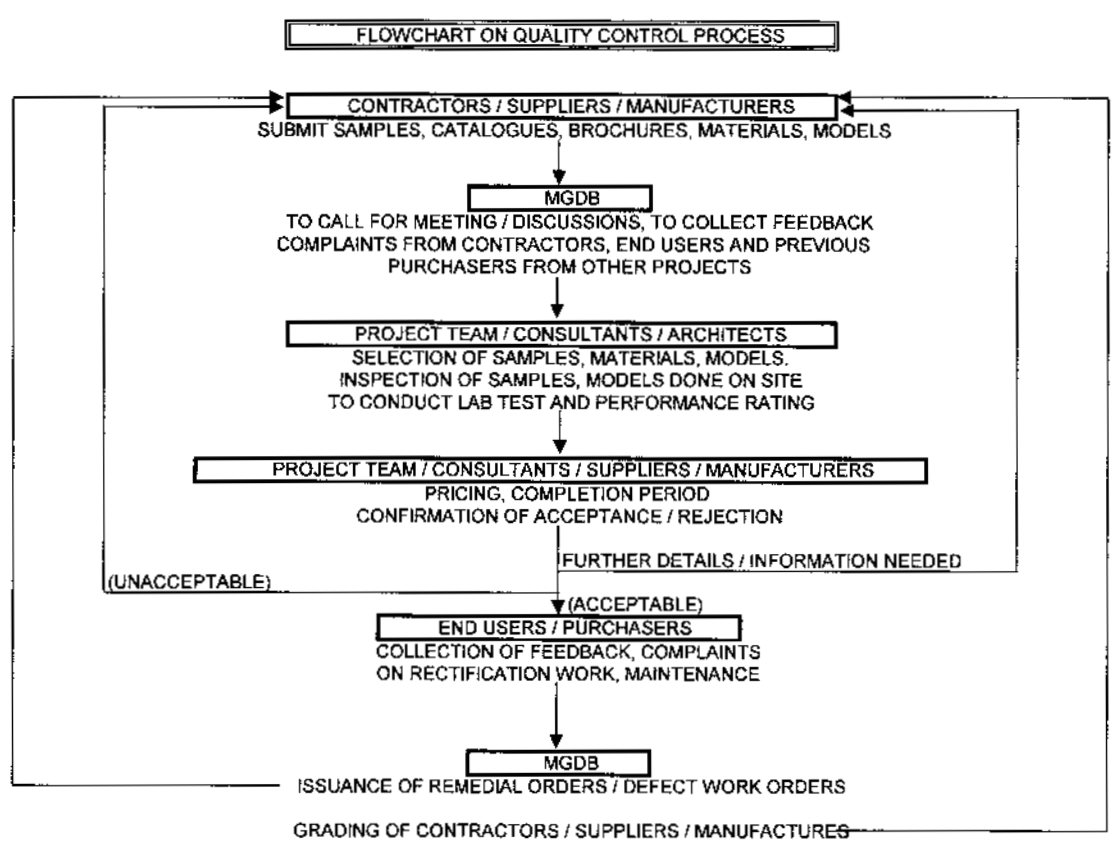 FLOWCHART ON QUALITY CONTROL PROCESS
CONTRACTORS / SUPPLIERS / MANUFACTURERS
SUBMIT SAMPLES, CATALOGUES, BROCHURES, MATERIALS, MODELS
MGDB
TO CALL FOR MEETING / DISCUSSIONS, TO COLLECT FEEDBACK
COMPLAINTS FROM CONTRACTORS, END USERS AND PREVIOUS
PURCHASERS FROM OTHER PROJECTS
PROJECT TEAM / CONSULTANTS / ARCHITECTS
SELECTION OF SAMPLES, MATERIALS, MODELS.
INSPECTION OF SAMPLES, MODELS DONE ON SITE
TO CONDUCT LAB TEST AND PERFORMANCE RATING
PROJECT TEAM / CONSULTANTS / SUPPLIERS / MANUFACTURERS
PRICING, COMPLETION PERIOD
CONFIRMATION OF ACCEPTANCE / REJECTION
FURTHER DETAILS / INFORMATION NEEDED
(UNACCEPTABLE)
(ACCEPTABLE)
END USERS / PURCHASERS
COLLECTION OF FEEDBACK, COMPLAINTS
ON RECTIFICATION WORK, MAINTENANCE
MGDB
ISSUANCE OF REMEDIAL ORDERS / DEFECT WORK ORDERS
GRADING OF CONTRACTORS / SUPPLIERS / MANUFACTURES